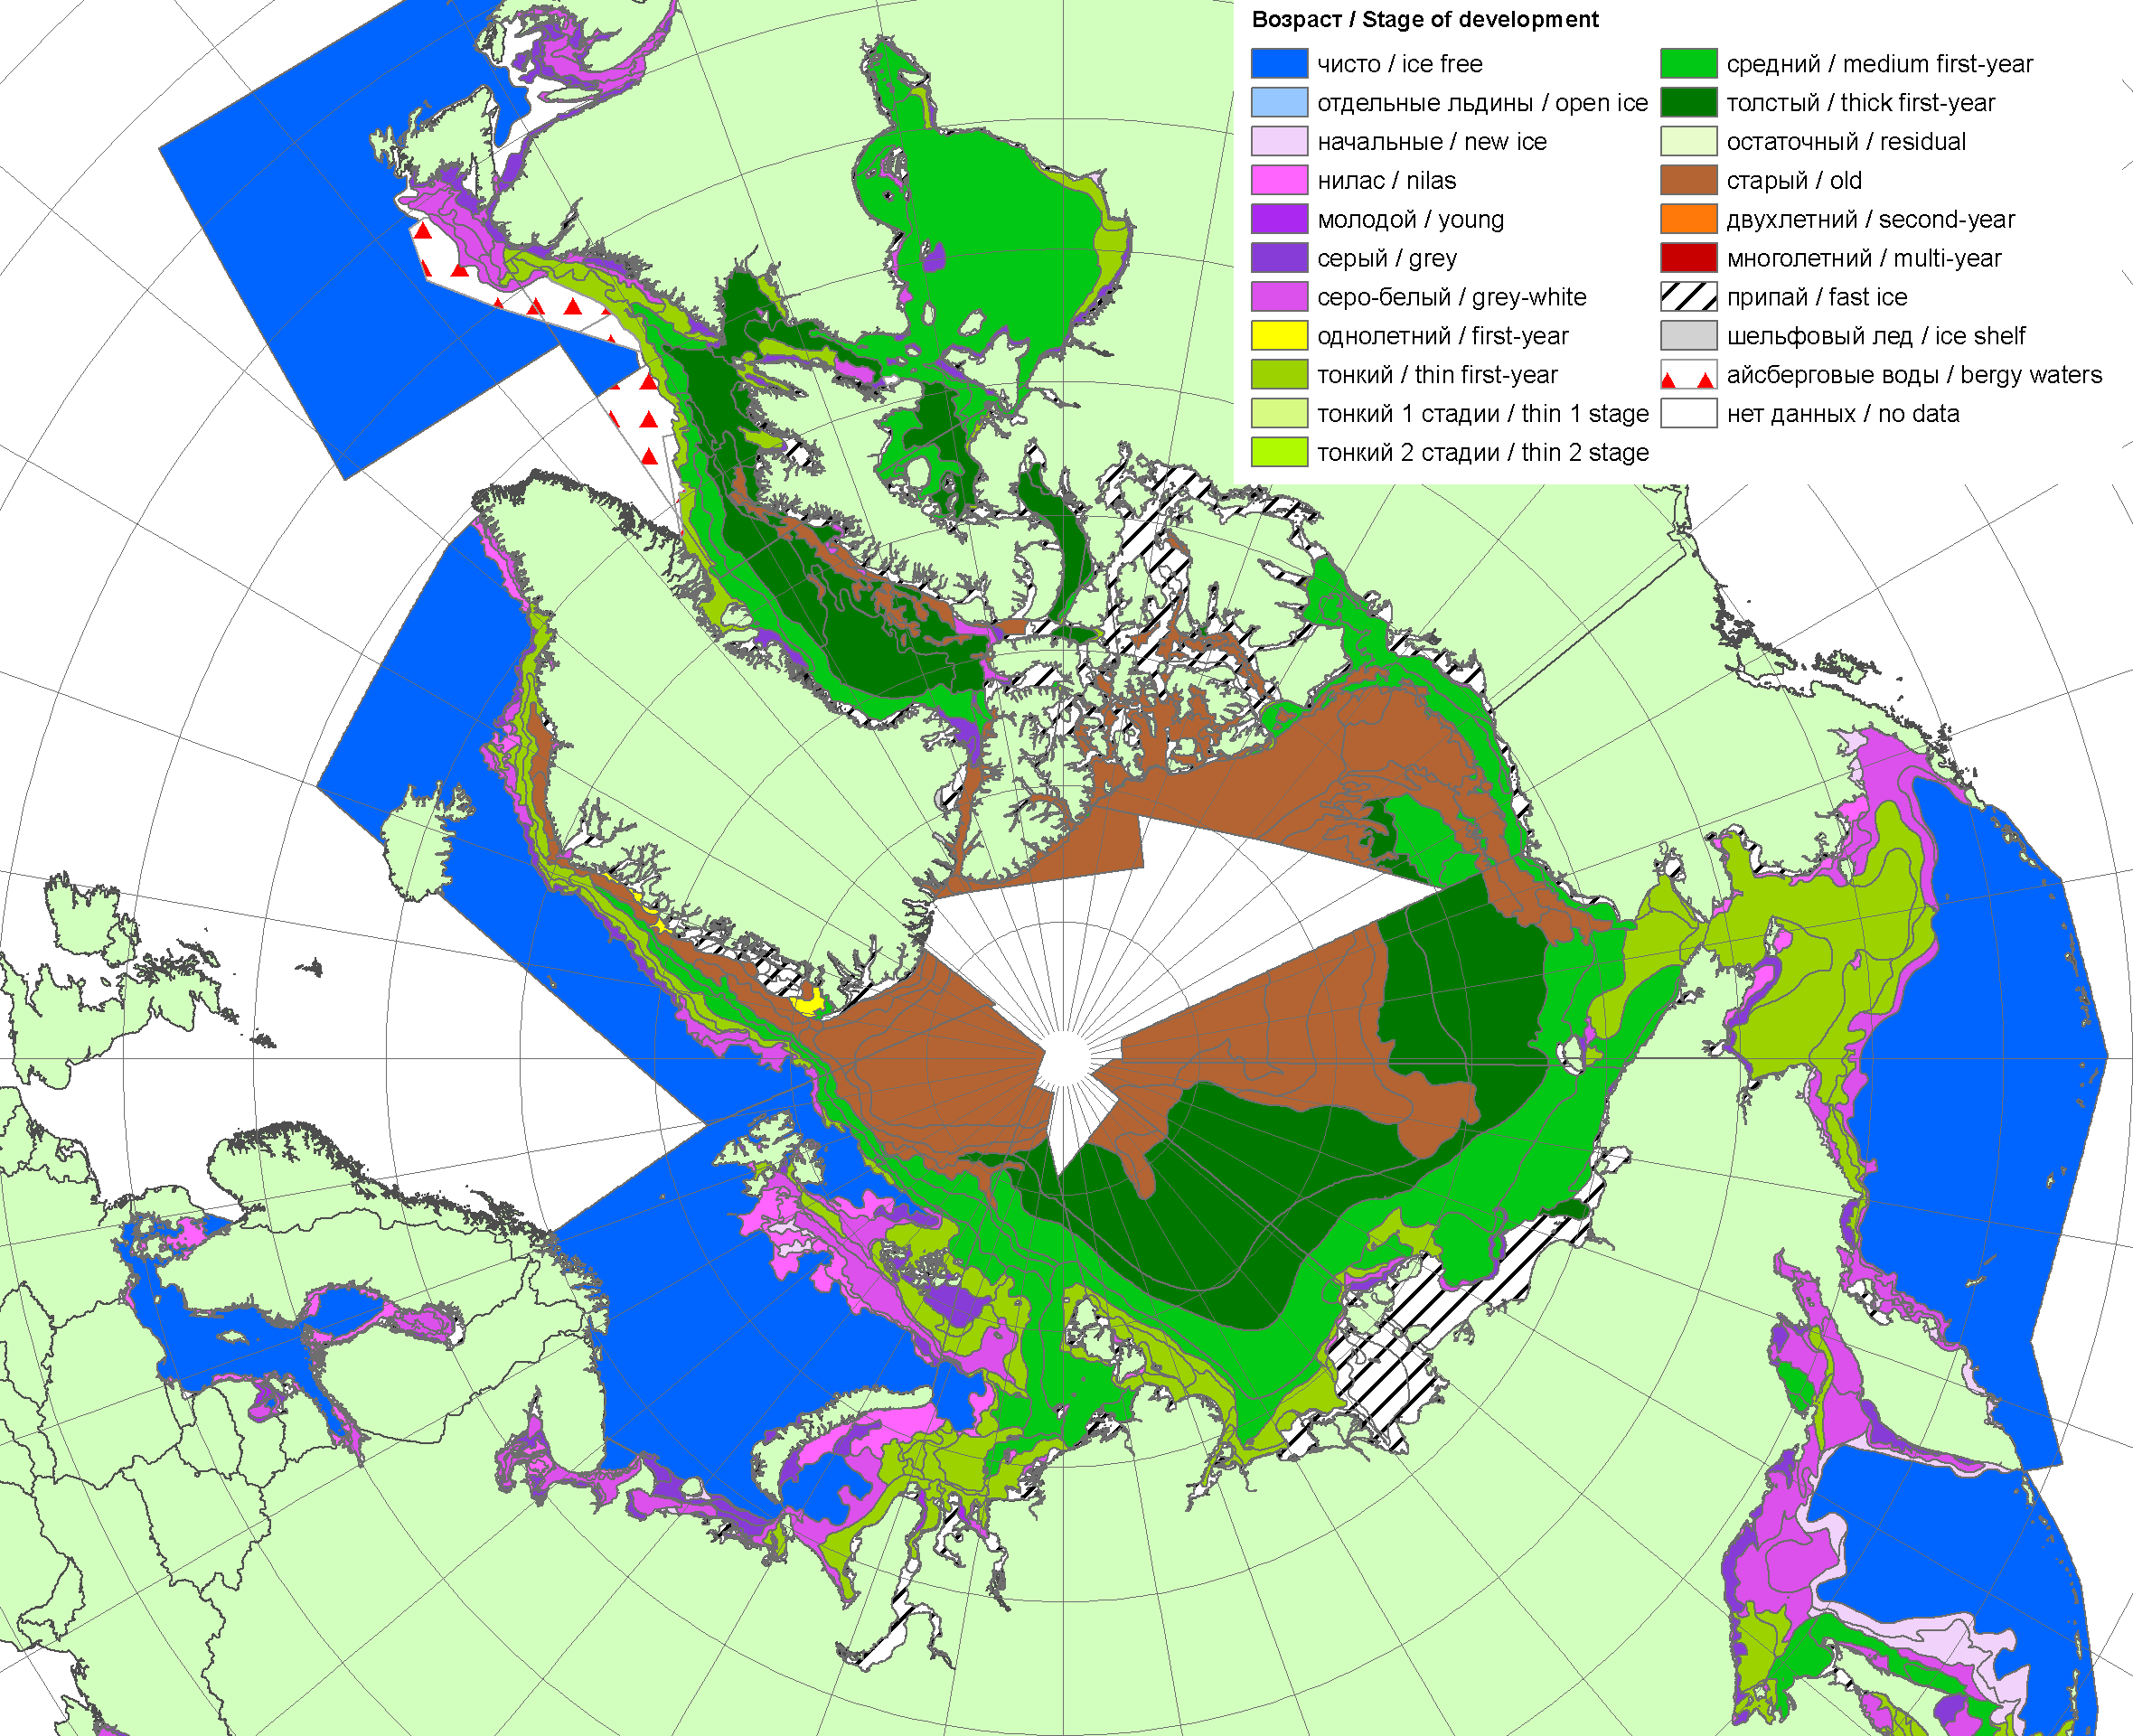 Возраст / Stage of development
чисто / ice free
отдельные льдины / open ice
начальные / new ice
нилас / nilas
молодой / young
серый / grey
серо-белый / grey-white
однолетний / first-year
тонкий / thin first-year
тонкий 1 стадии / thin 1 stage
тонкий 2 стадии / thin 2 stage
средний / medium first-year
толстый / thick first-year
остаточный / residual
старый / old
двухлетний / second-year
многолетний / multi-year
припай / fast ice
шельфовый лед / ice shelf
айсберговые воды / bergy waters
нет данных / no data